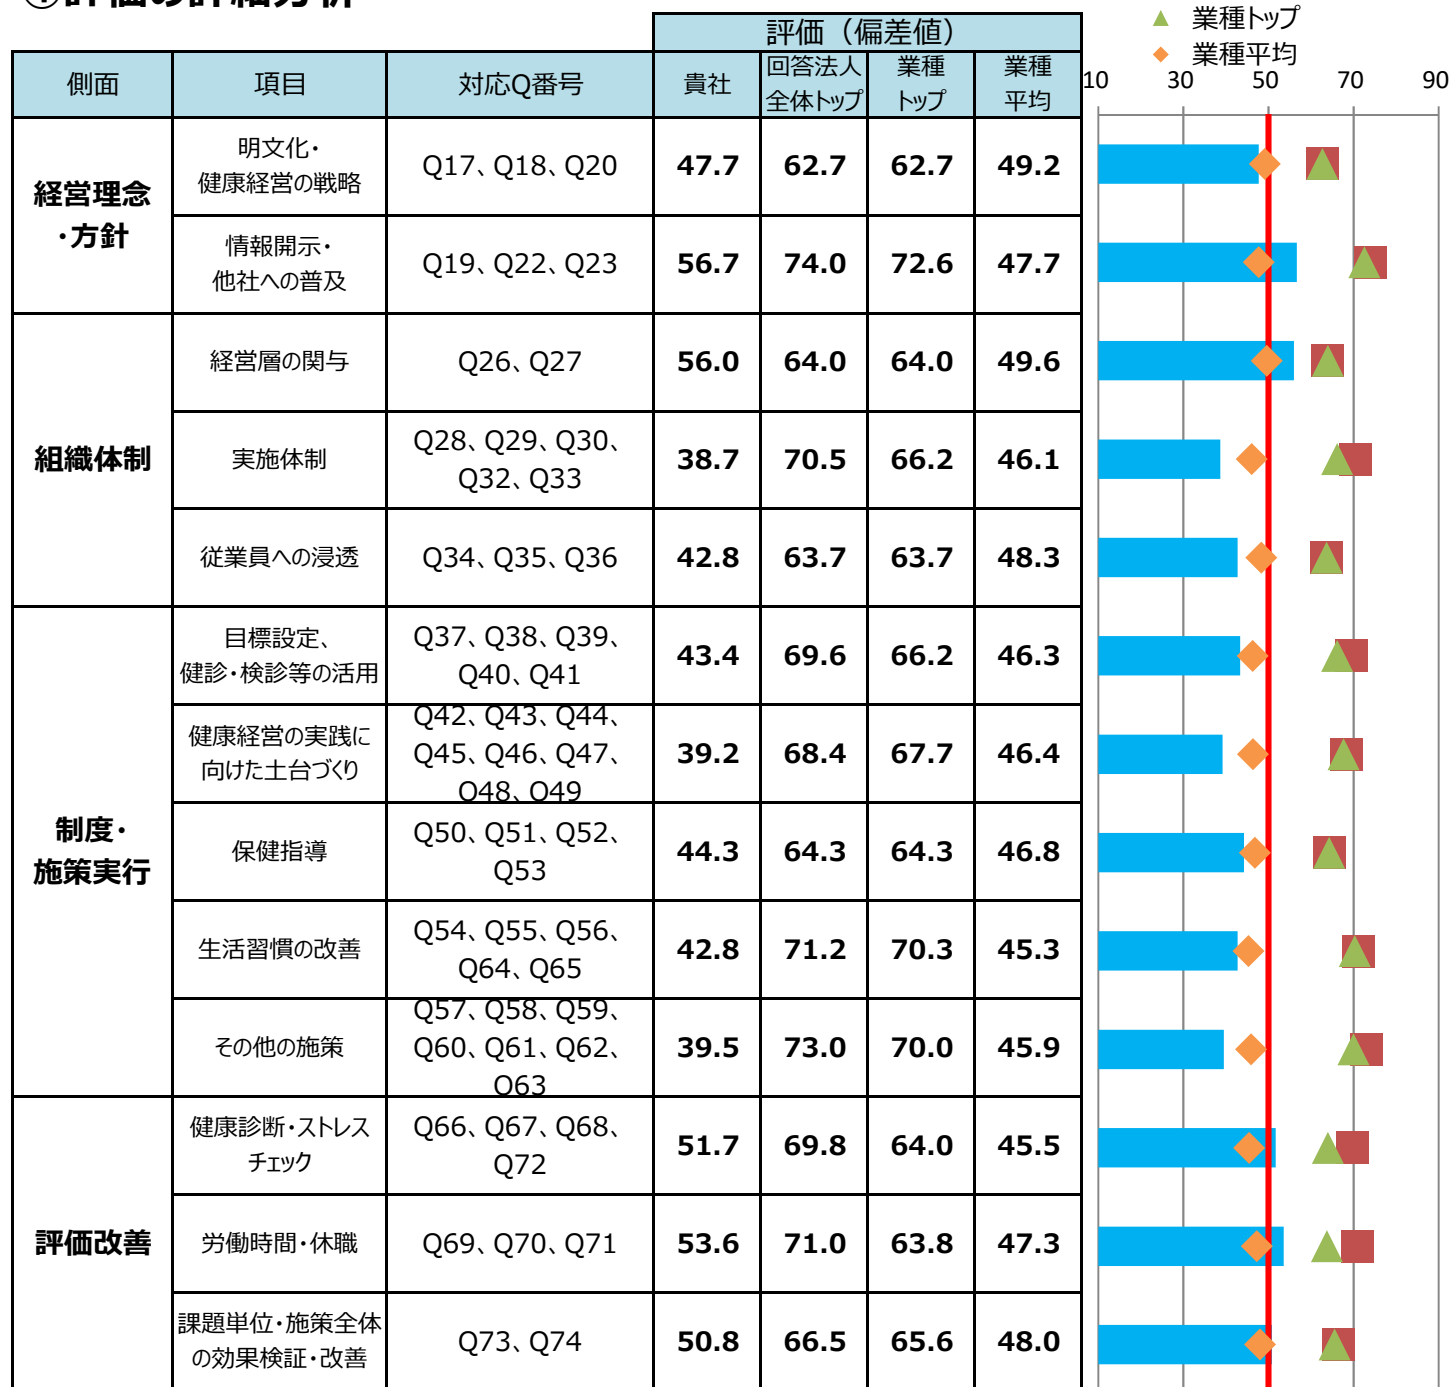 ①評価の詳細分析
▲ 業種トップ
◆ 業種平均
評価（偏差値）
側面 項目 対応Q番号 貴社 回答法人 業種 業種
全体トップ トップ 平均
10 30 50 70 90
経営理念
・方針
明文化・
健康経営の戦略
Q17、Q18、Q20 47.7 62.7 62.7 49.2
情報開示・
他社への普及
Q19、Q22、Q23 56.7 74.0 72.6 47.7
組織体制
経営層の関与 Q26、Q27 56.0 64.0 64.0 49.6
実施体制
Q28、Q29、Q30、
Q32、Q33
38.7 70.5 66.2 46.1
従業員への浸透 Q34、Q35、Q36 42.8 63.7 63.7 48.3
制度・
施策実行
目標設定、
健診・検診等の活用
Q37、Q38、Q39、
Q40、Q41
43.4 69.6 66.2 46.3
健康経営の実践に
向けた土台づくり
Q42、Q43、Q44、
Q45、Q46、Q47、
Q48、Q49
39.2 68.4 67.7 46.4
保健指導
Q50、Q51、Q52、
Q53
44.3 64.3 64.3 46.8
生活習慣の改善
Q54、Q55、Q56、
Q64、Q65
42.8 71.2 70.3 45.3
その他の施策
Q57、Q58、Q59、
Q60、Q61、Q62、
Q63
39.5 73.0 70.0 45.9
評価改善
健康診断・ストレス
チェック
Q66、Q67、Q68、
Q72
51.7 69.8 64.0 45.5
労働時間・休職 Q69、Q70、Q71 53.6 71.0 63.8 47.3
課題単位・施策全体
の効果検証・改善
Q73、Q74 50.8 66.5 65.6 48.0